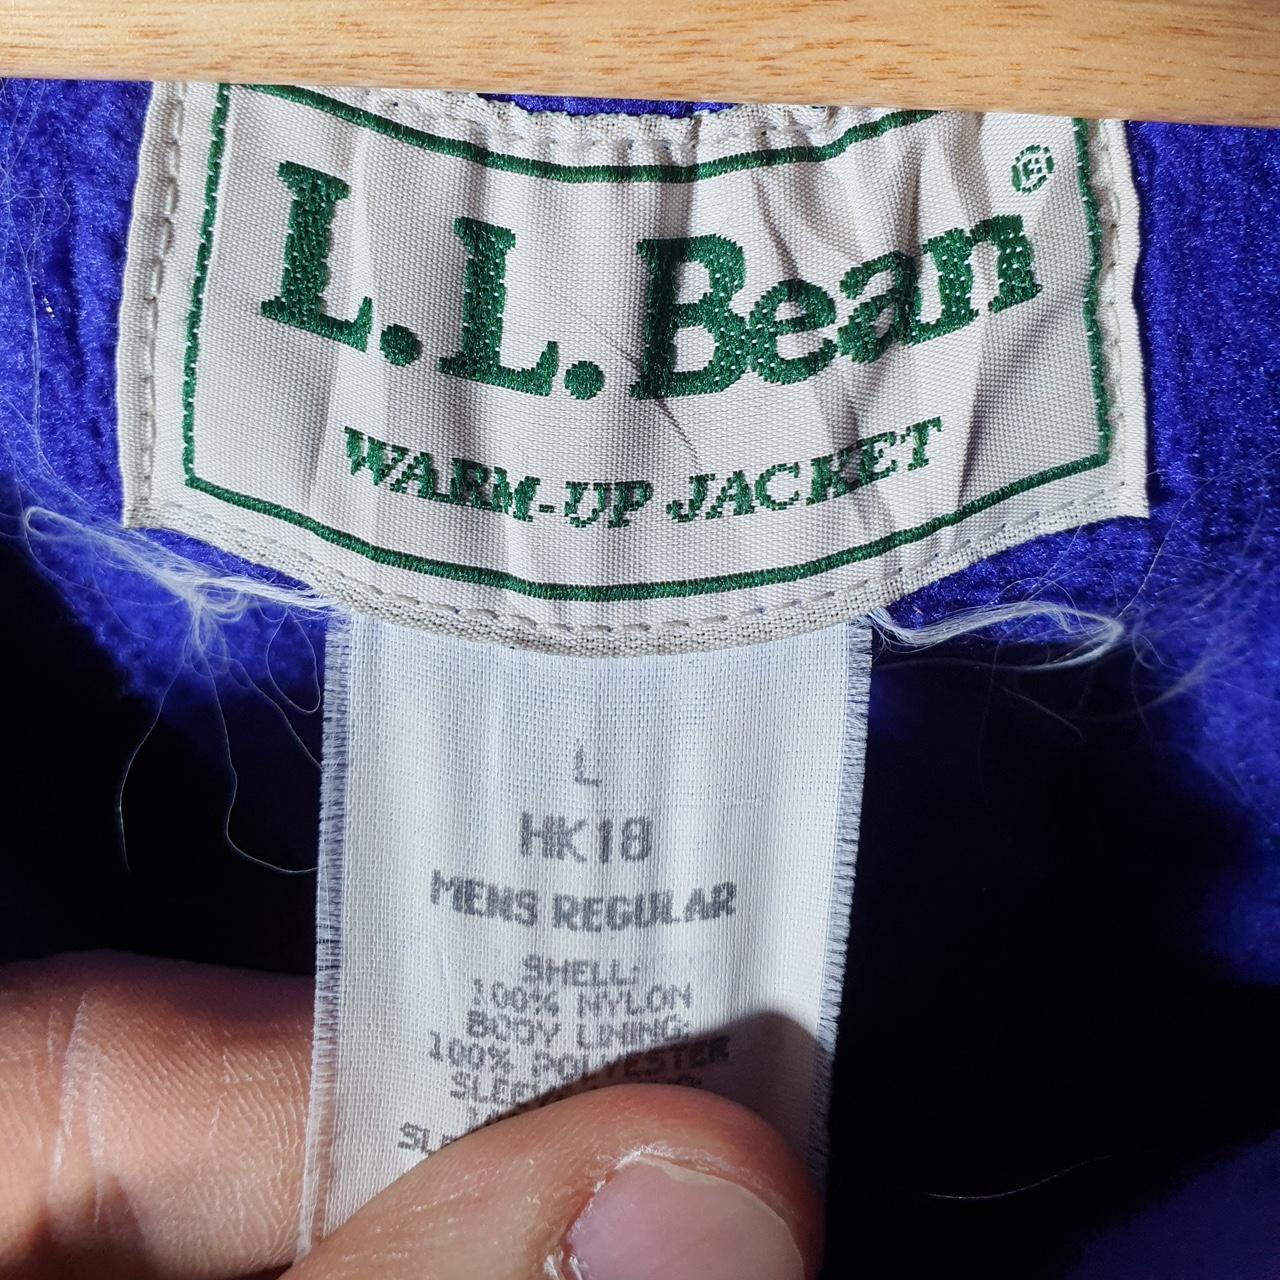 L.L.Bean®
WARM-UP JACKET
L
HK18
MENS REGULAR
SHELL:
100% NYLON
BODY LINING:
100% POLYESTER